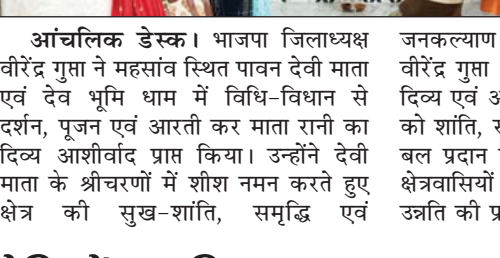 आंचलिक डेस्क। भाजपा जिलाध्यक्ष
वीरेंद्र गुप्ता ने महसांव स्थित पावन देवी माता
एवं देव भूमि धाम में विधि-विधान से
दर्शन, पूजन एवं आरती कर माता रानी का
दिव्य आशीर्वाद प्राप्त किया। उन्होंने देवी
माता के श्रीचरणों में शीश नमन करते हुए
क्षेत्र की सुख-शांति, समृद्धि एवं
जनकल्याण
वीरेंद्र गुप्ता
दिव्य एवं
को शांति,
बल प्रदान
क्षेत्रवासियों
उन्नति की